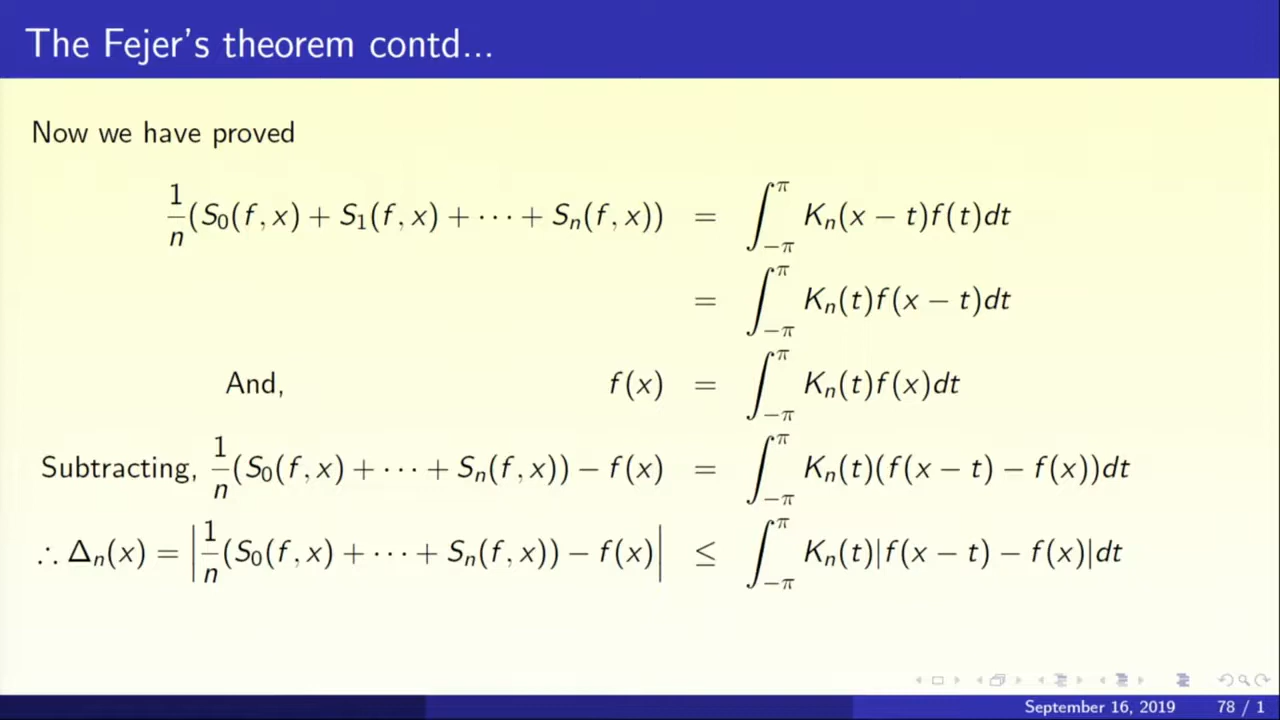 The Fejer's theorem contd...
Now we have proved
1/n (S₀(f, x) + S₁(f, x) + · · · + Sₙ(f, x)) = ∫_{−π}^{π} Kₙ(x − t)f(t)dt
= ∫_{−π}^{π} Kₙ(t)f(x − t)dt
And, f(x) = ∫_{−π}^{π} Kₙ(t)f(x)dt
Subtracting, 1/n (S₀(f, x) + · · · + Sₙ(f, x)) − f(x) = ∫_{−π}^{π} Kₙ(t)(f(x − t) − f(x))dt
∴ Δₙ(x) = |1/n (S₀(f, x) + · · · + Sₙ(f, x)) − f(x)| ≤ ∫_{−π}^{π} Kₙ(t)|f(x − t) − f(x)|dt
September 16, 2019 78 / 1